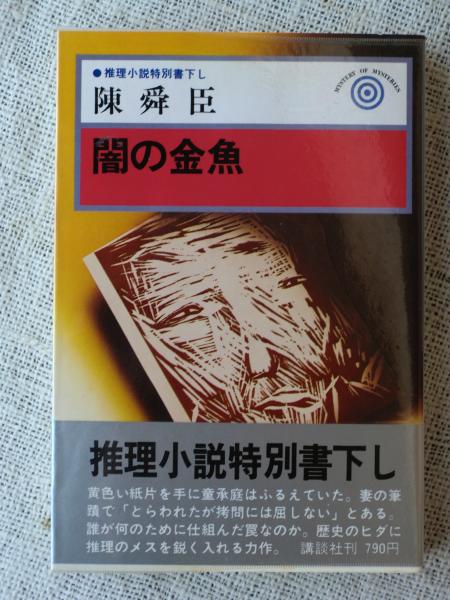 ●推理小説特別書下し
陳舜臣
MYSTERY OF MYSTERIES
闇の金魚
推理小説特別書下し
黄色い紙片を手に童承庭はふるえていた。妻の筆
蹟で「とらわれたが拷問には屈しない」とある。
誰が何のために仕組んだ罠なのか。歴史のヒダに
推理のメスを鋭く入れる力作。 講談社刊 790円